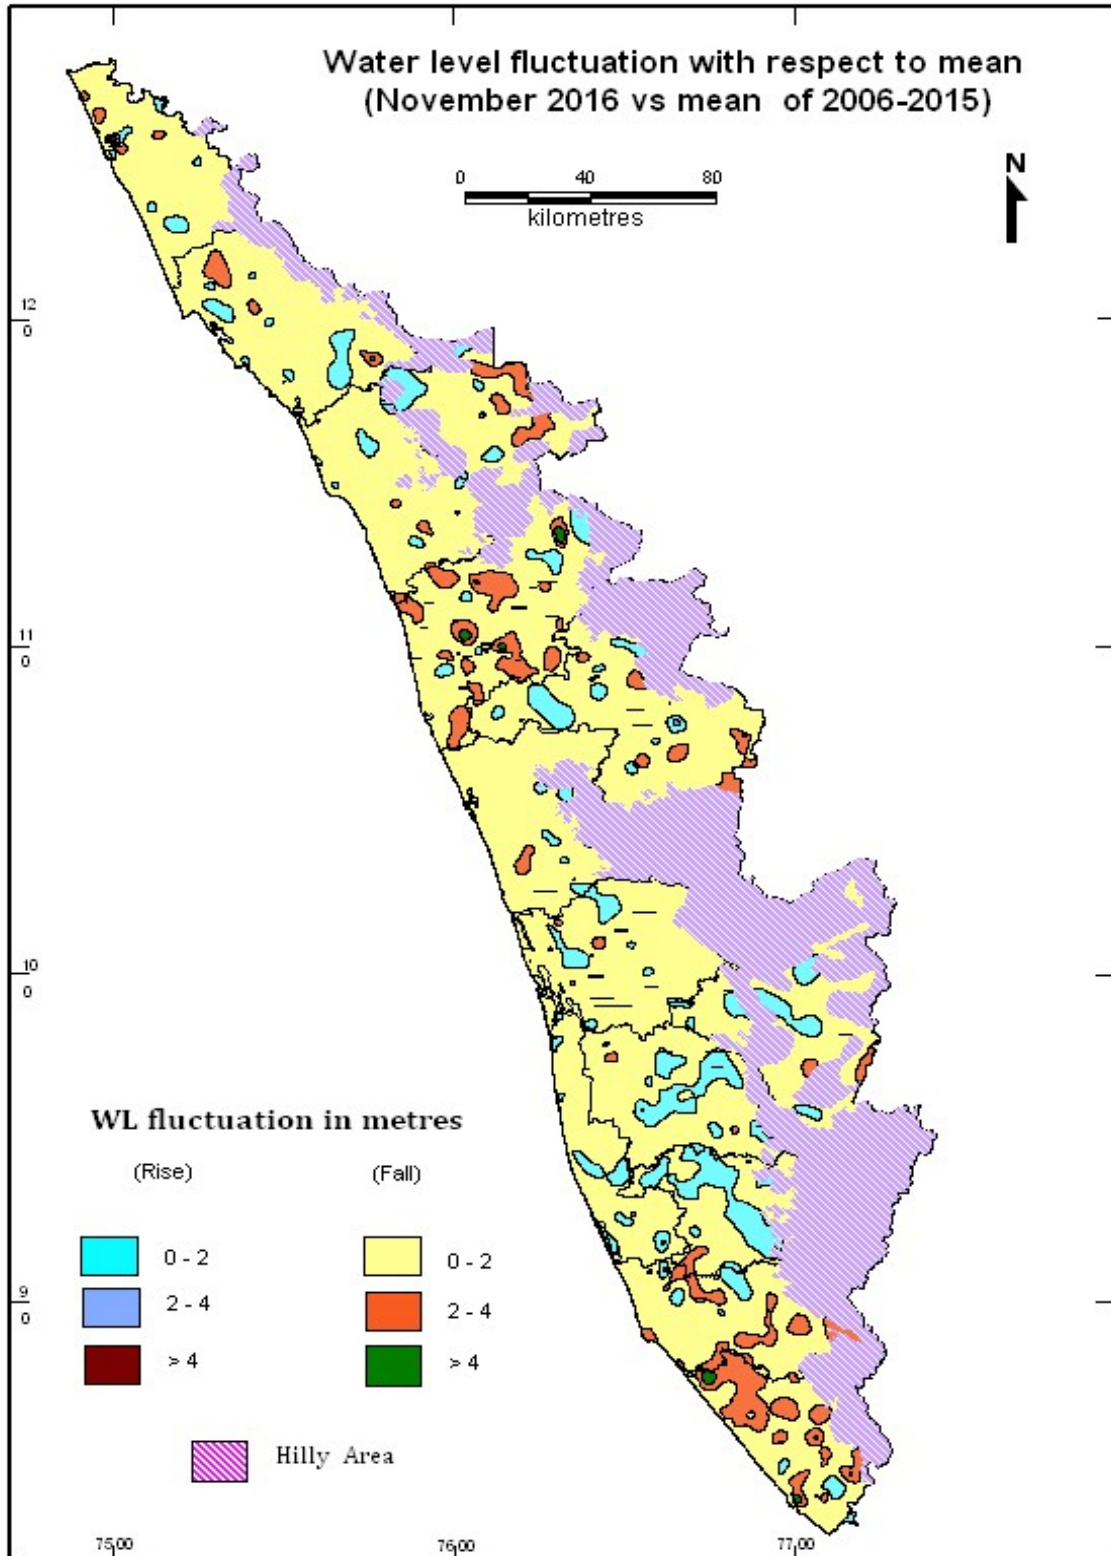 Water level fluctuation with respect to mean
(November 2016 vs mean of 2006-2015)
N
0 40 80
kilometres
12
0
11
0
10
0
WL fluctuation in metres
(Rise) (Fall)
0 - 2 0 - 2
9
0
2 - 4 2 - 4
> 4 > 4
Hilly Area
75,00 76,00 77,00